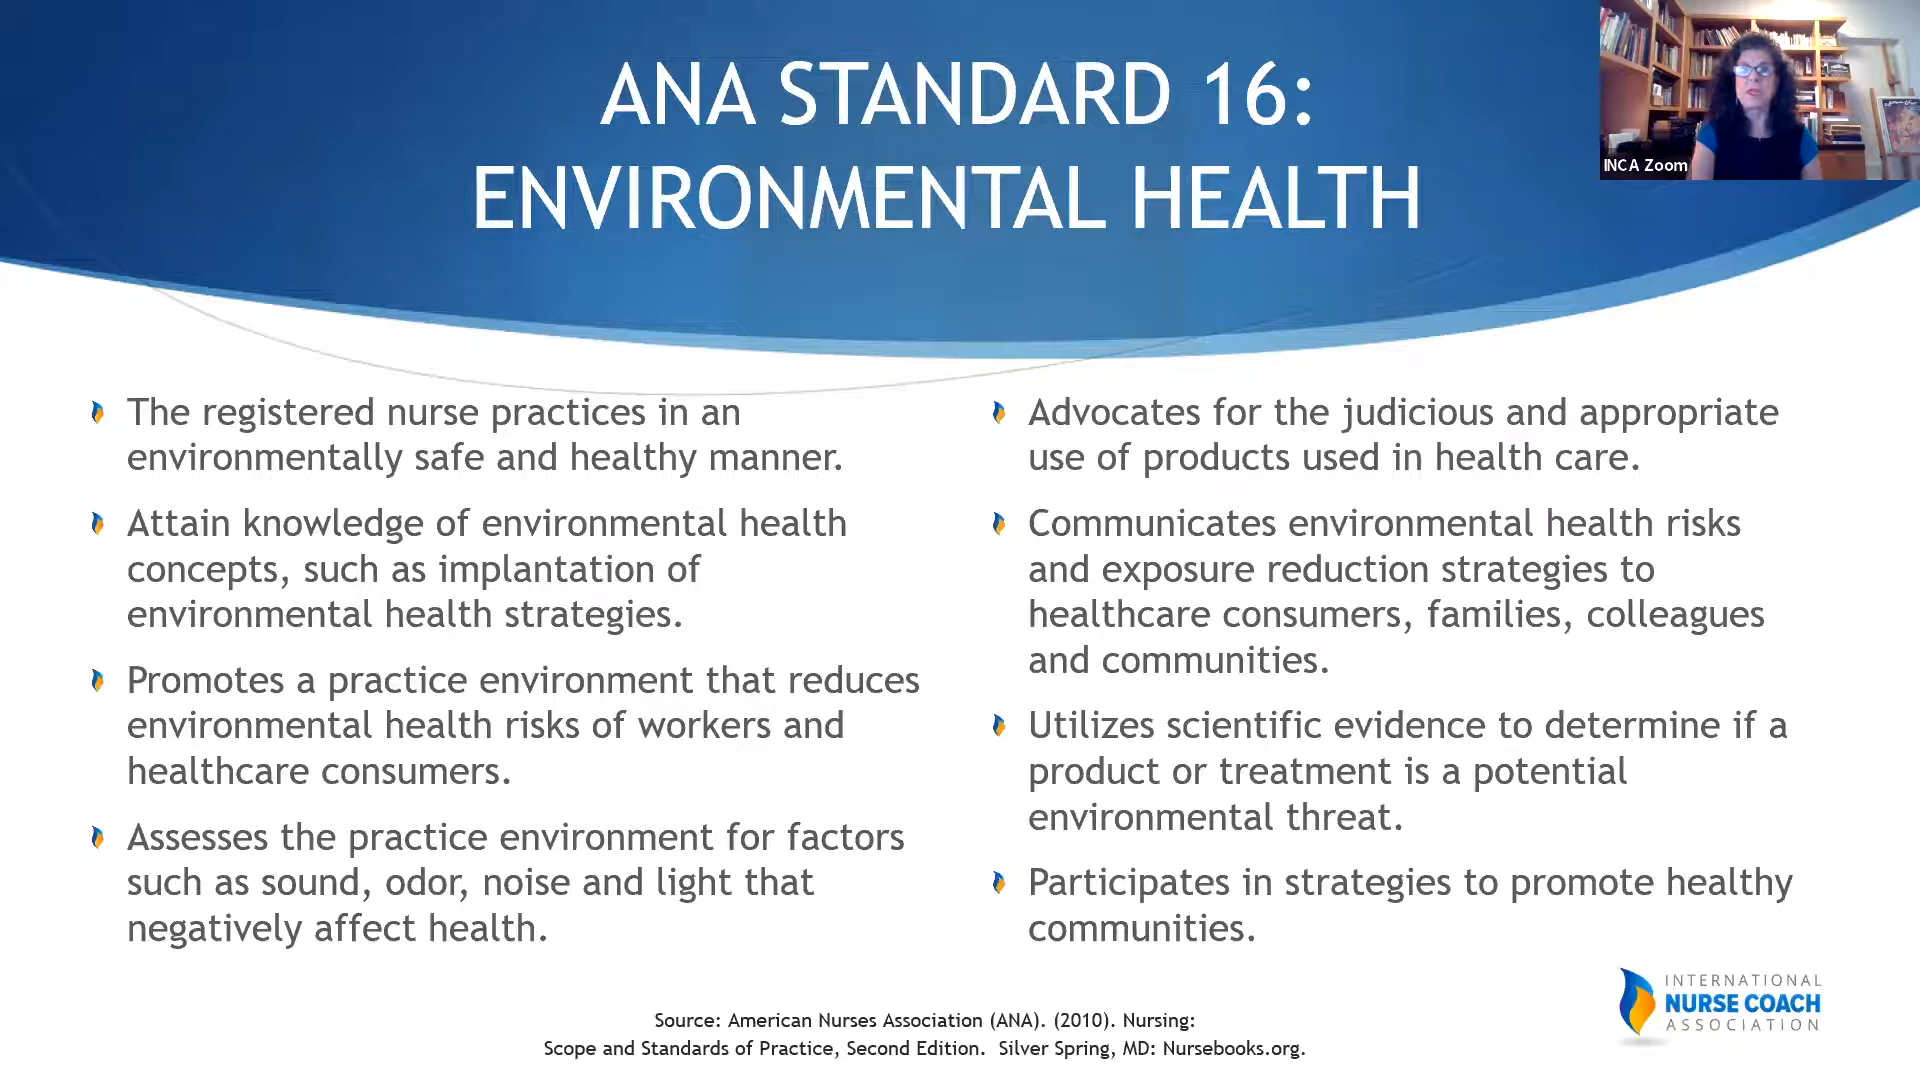 ANA STANDARD 16:
ENVIRONMENTAL HEALTH
INCA Zoom
The registered nurse practices in an
environmentally safe and healthy manner.
Attain knowledge of environmental health
concepts, such as implantation of
environmental health strategies.
Promotes a practice environment that reduces
environmental health risks of workers and
healthcare consumers.
Assesses the practice environment for factors
such as sound, odor, noise and light that
negatively affect health.
Advocates for the judicious and appropriate
use of products used in health care.
Communicates environmental health risks
and exposure reduction strategies to
healthcare consumers, families, colleagues
and communities.
Utilizes scientific evidence to determine if a
product or treatment is a potential
environmental threat.
Participates in strategies to promote healthy
communities.
Source: American Nurses Association (ANA). (2010). Nursing:
Scope and Standards of Practice, Second Edition. Silver Spring, MD: Nursebooks.org.
INTERNATIONAL
NURSE COACH
ASSOCIATION